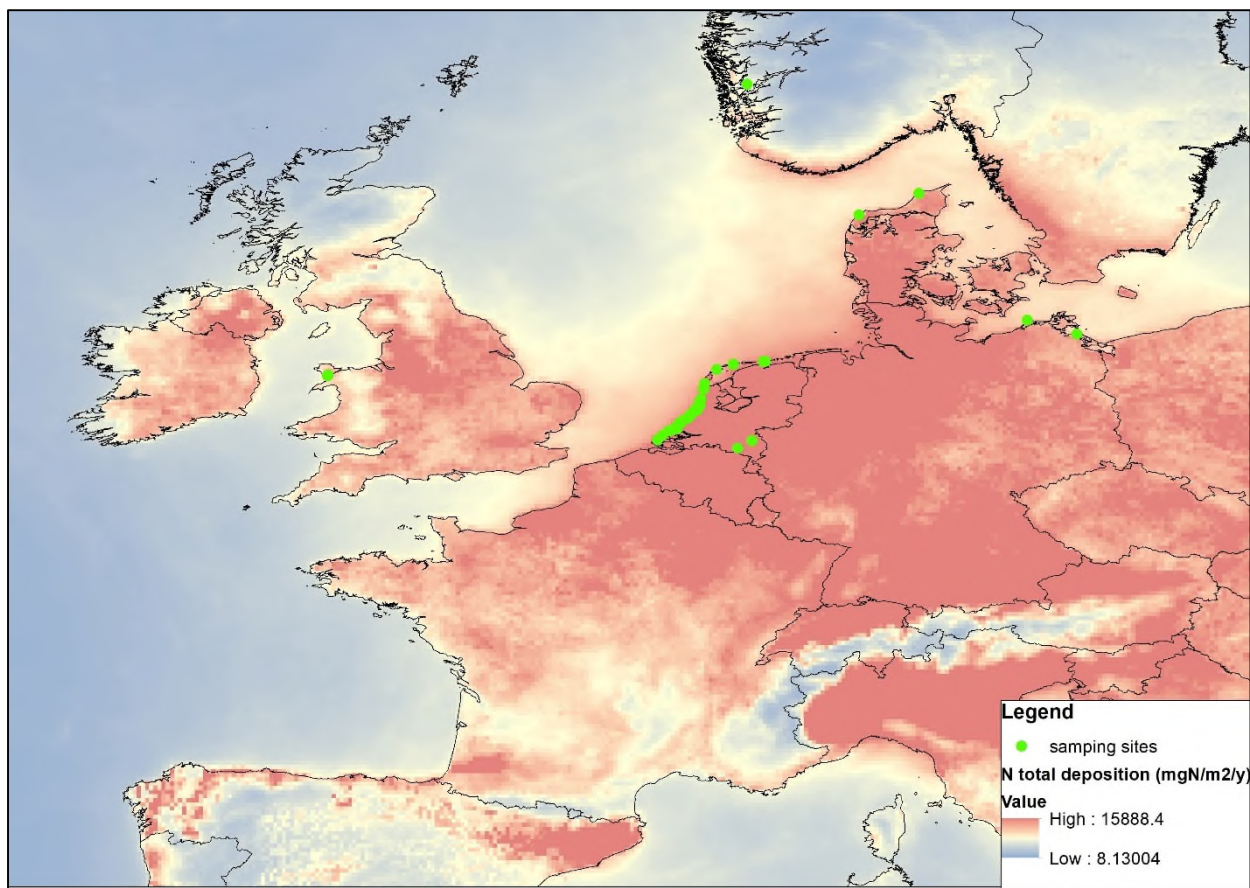 Legend
samping sites
N total deposition (mgN/m2/y)
Value
High : 15888.4
Low : 8.13004